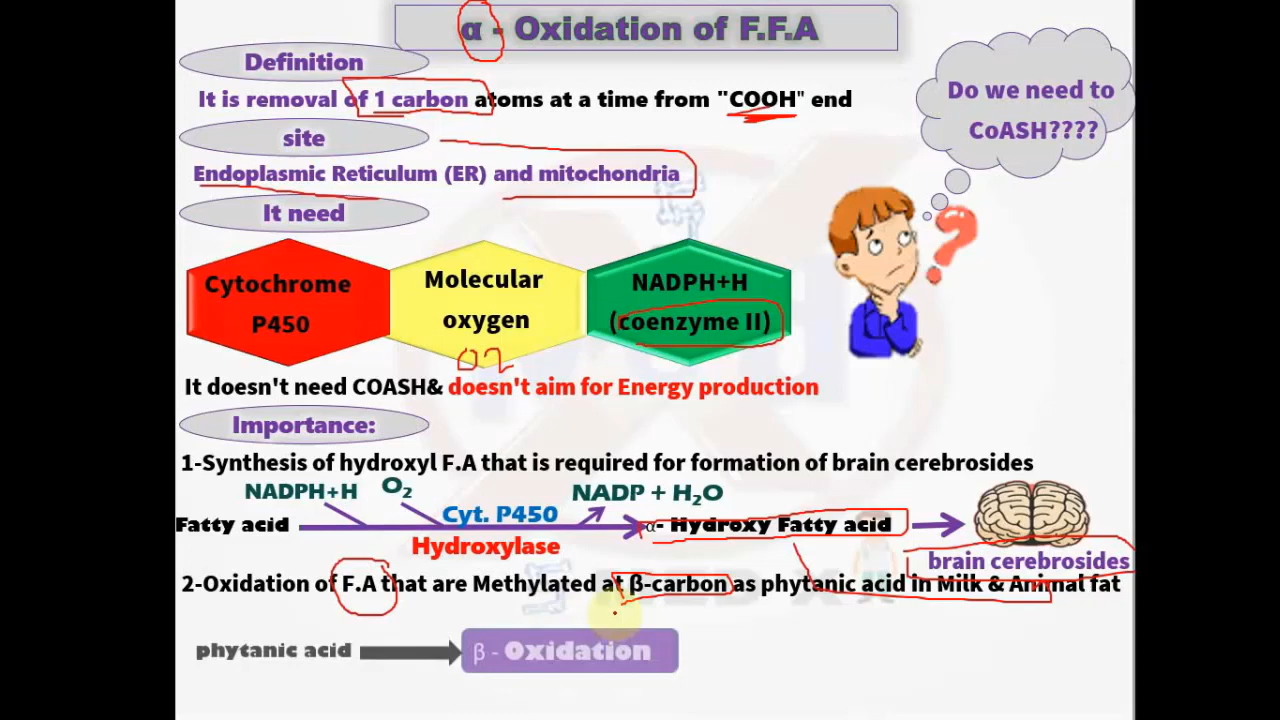 α - Oxidation of F.F.A
Definition
It is removal of 1 carbon atoms at a time from "COOH" end
Do we need to
CoASH????
site
Endoplasmic Reticulum (ER) and mitochondria
It need
Cytochrome
P450
Molecular
oxygen
O2
NADPH+H
(coenzyme II)
It doesn't need COASH& doesn't aim for Energy production
Importance:
1-Synthesis of hydroxyl F.A that is required for formation of brain cerebrosides
NADPH+H O₂ NADP + H₂O
Cyt. P450
Fatty acid α- Hydroxy Fatty acid
Hydroxylase
brain cerebrosides
2-Oxidation of F.A that are Methylated at β-carbon as phytanic acid in Milk & Animal fat
phytanic acid β - Oxidation